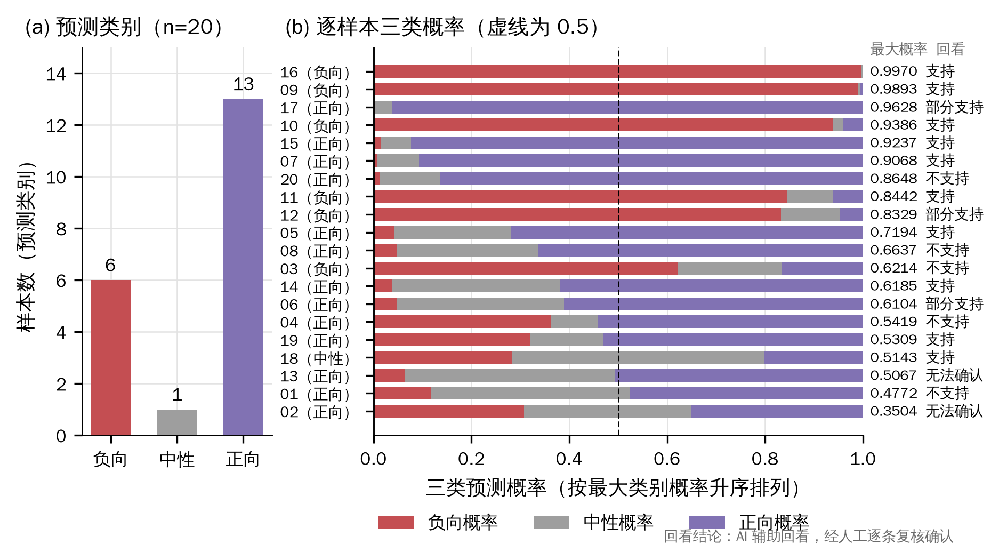 (a) 预测类别（n=20）
(b) 逐样本三类概率（虚线为 0.5）
样本数（预测类别）
14
12
10
8
6
4
2
0
6
1
13
负向 中性 正向
最大概率 回看
16（负向） 0.9970 支持
09（负向） 0.9893 支持
17（正向） 0.9628 部分支持
10（负向） 0.9386 支持
15（正向） 0.9237 支持
07（正向） 0.9068 支持
20（正向） 0.8648 不支持
11（负向） 0.8442 支持
12（负向） 0.8329 部分支持
05（正向） 0.7194 支持
08（正向） 0.6637 不支持
03（负向） 0.6214 不支持
14（正向） 0.6185 支持
06（正向） 0.6104 部分支持
04（正向） 0.5419 不支持
19（正向） 0.5309 支持
18（中性） 0.5143 支持
13（正向） 0.5067 无法确认
01（正向） 0.4772 不支持
02（正向） 0.3504 无法确认
0.0 0.2 0.4 0.6 0.8 1.0
三类预测概率（按最大类别概率升序排列）
负向概率 中性概率 正向概率
回看结论：AI 辅助回看，经人工逐条复核确认